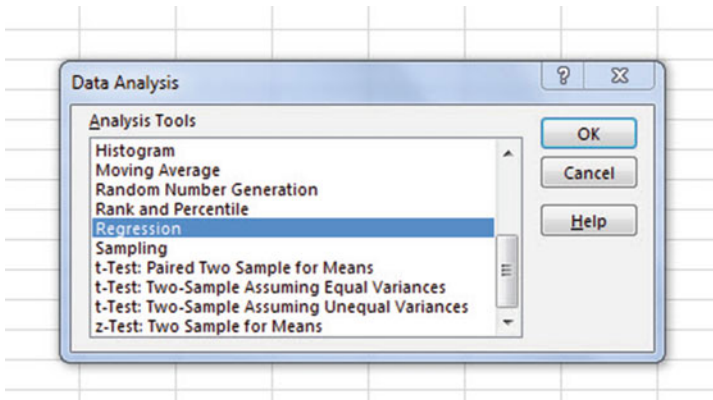 Data Analysis
Analysis Tools
Histogram
Moving Average
Random Number Generation
Rank and Percentile
Regression
Sampling
t-Test: Paired Two Sample for Means
t-Test: Two-Sample Assuming Equal Variances
t-Test: Two-Sample Assuming Unequal Variances
z-Test: Two Sample for Means
OK
Cancel
Help